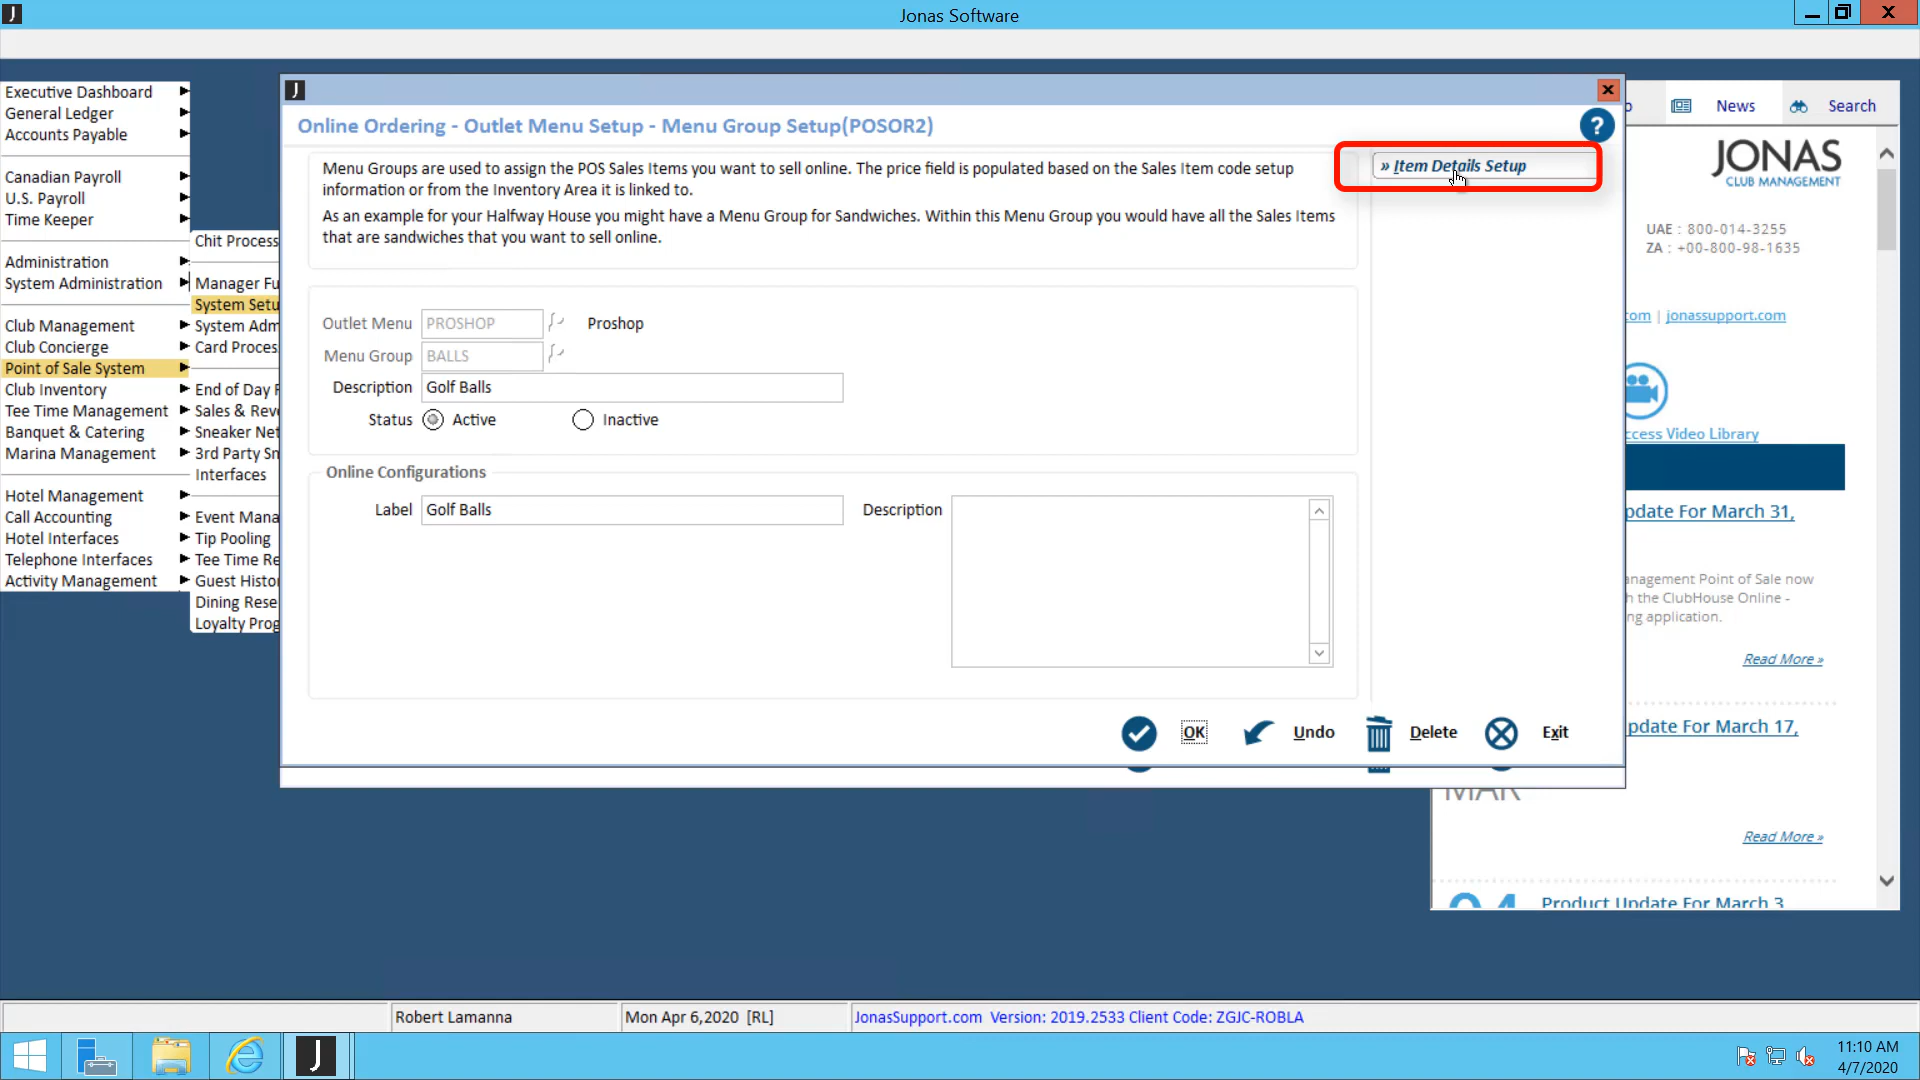 Jonas Software
Executive Dashboard
General Ledger
Accounts Payable
Canadian Payroll
U.S. Payroll
Time Keeper
Administration
System Administration
Club Management
Club Concierge
Point of Sale System
Club Inventory
Tee Time Management
Banquet & Catering
Marina Management
Hotel Management
Call Accounting
Hotel Interfaces
Telephone Interfaces
Activity Management
Chit Process
Manager Fu
System Setu
System Adm
Card Proces
End of Day
Sales & Reve
Sneaker Net
3rd Party Sn
Interfaces
Event Mana
Tip Pooling
Tee Time Re
Guest Histor
Dining Rese
Loyalty Prog
Online Ordering - Outlet Menu Setup - Menu Group Setup(POSOR2)
?
Menu Groups are used to assign the POS Sales Items you want to sell online. The price field is populated based on the Sales Item code setup
information or from the Inventory Area it is linked to.
As an example for your Halfway House you might have a Menu Group for Sandwiches. Within this Menu Group you would have all the Sales Items
that are sandwiches that you want to sell online.
» Item Details Setup
Outlet Menu PROSHOP Proshop
Menu Group BALLS
Description Golf Balls
Status Active Inactive
Online Configurations
Label Golf Balls Description
OK Undo Delete Exit
News Search
JONAS
CLUB MANAGEMENT
UAE : 800-014-3255
ZA : +00-800-98-1635
com | jonassupport.com
ccess Video Library
pdate For March 31,
anagement Point of Sale now
h the ClubHouse Online -
ng application.
Read More »
pdate For March 17,
MAR
Read More »
Product Update For March 3
Robert Lamanna Mon Apr 6,2020 [RL] JonasSupport.com Version: 2019.2533 Client Code: ZGJC-ROBLA
11:10 AM
4/7/2020